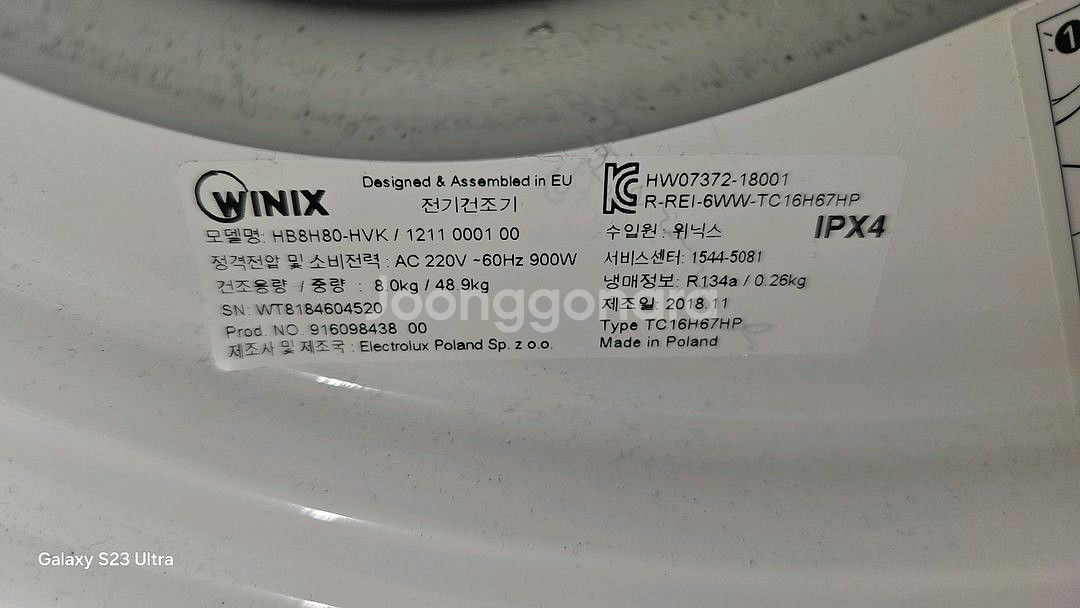 WINIX
Designed & Assembled in EU
전기건조기
모델명: HB8H80-HVK / 1211 0001 00
정격전압 및 소비전력 : AC 220V ~60Hz 900W
건조용량 / 중량 : 8.0kg / 48.9kg
SN: WT8184604520
Prod. NO. 916098438 00
제조사 및 제조국 : Electrolux Poland Sp. z o.o.
HW07372-18001
R-REI-6WW-TC16H67HP
수입원 : 위닉스
IPX4
서비스센터: 1544-5081
냉매정보: R134a / 0.26kg
제조일: 2018.11
Type TC16H67HP
Made in Poland
1
Joonggonara
Galaxy S23 Ultra